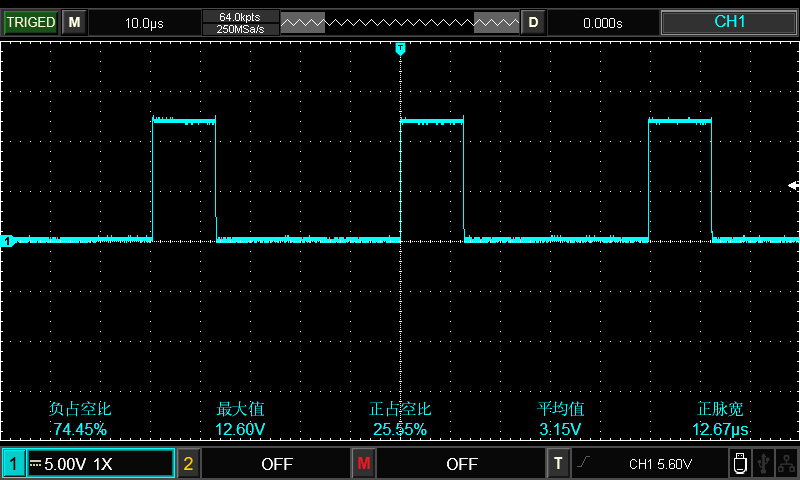 TRIGED M 10.0μs 64.0kpts D 0.000s CH1
250MSa/s
T
1
负占空比 最大值 正占空比 平均值 正脉宽
74.45% 12.60V 25.55% 3.15V 12.67μs
1 5.00V 1X 2 OFF M OFF T CH1 5.60V